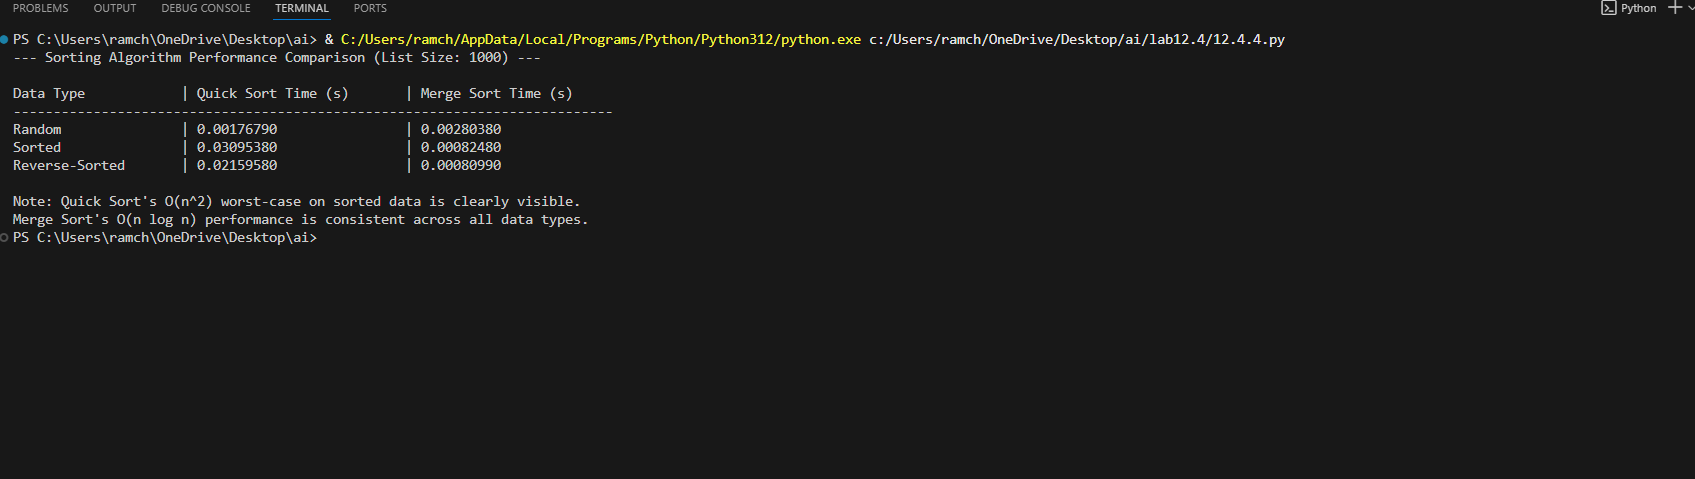 PROBLEMS OUTPUT DEBUG CONSOLE TERMINAL PORTS Python
PS C:\Users\ramch\OneDrive\Desktop\ai> & C:/Users/ramch/AppData/Local/Programs/Python/Python312/python.exe c:/Users/ramch/OneDrive/Desktop/ai/lab12.4/12.4.4.py
--- Sorting Algorithm Performance Comparison (List Size: 1000) ---
Data Type | Quick Sort Time (s) | Merge Sort Time (s)
---------------------------------------------------------------------------
Random | 0.00176790 | 0.00280380
Sorted | 0.03095380 | 0.00082480
Reverse-Sorted | 0.02159580 | 0.00080990
Note: Quick Sort's O(n^2) worst-case on sorted data is clearly visible.
Merge Sort's O(n log n) performance is consistent across all data types.
PS C:\Users\ramch\OneDrive\Desktop\ai>